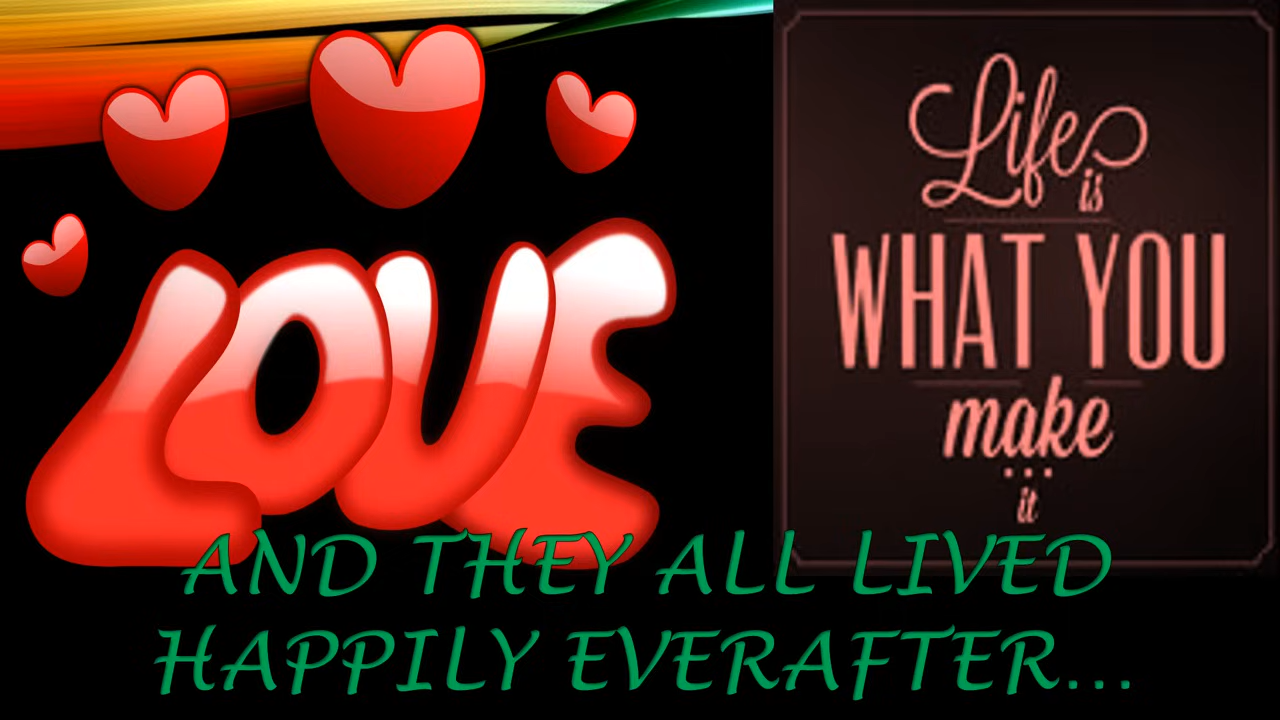 LOVE
Life
is
WHAT YOU
make
...
it
AND THEY ALL LIVED
HAPPILY EVERAFTER...